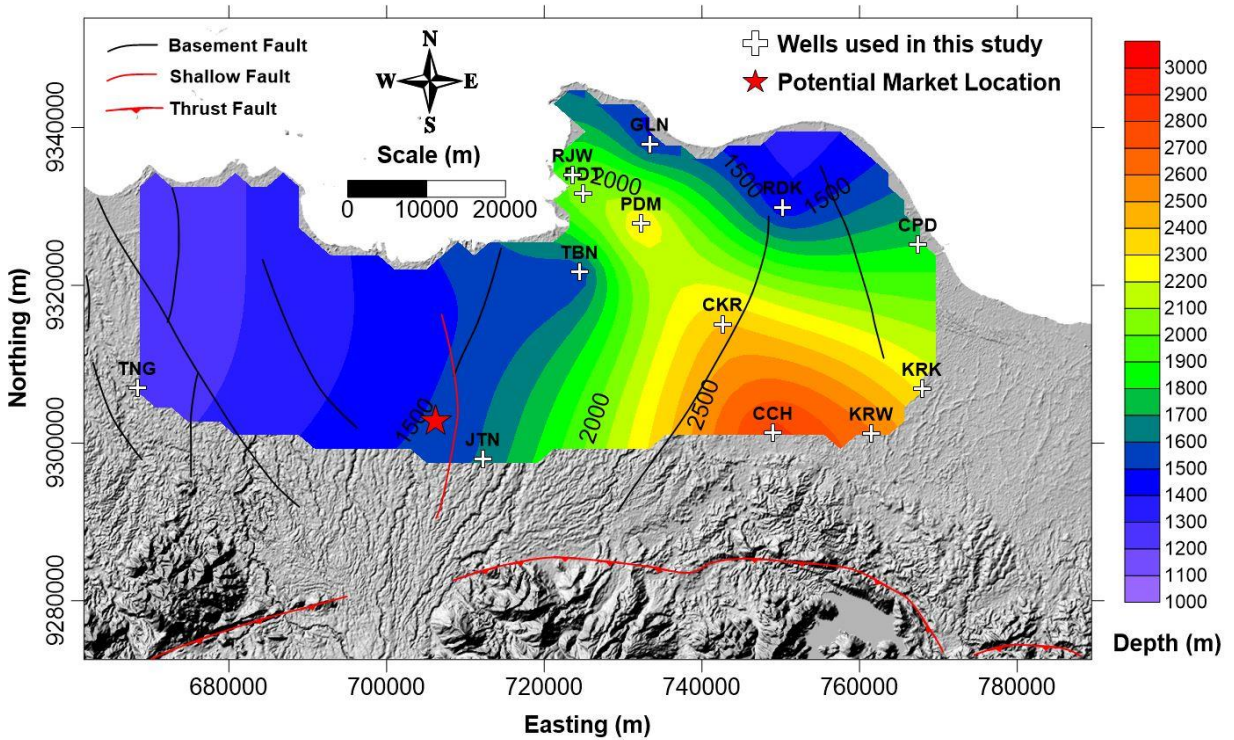 Basement Fault
Shallow Fault
Thrust Fault
N
W E
S
Scale (m)
0 10000 20000
Wells used in this study
Potential Market Location
GLN
RJW
2000
PDM
1500
RDK
1500
CPD
TBN
CKR
TNG
KRK
1500
2000
2500
CCH
KRW
JTN
9340000
9320000
9300000
9280000
Northing (m)
680000 700000 720000 740000 760000 780000
Easting (m)
3000
2900
2800
2700
2600
2500
2400
2300
2200
2100
2000
1900
1800
1700
1600
1500
1400
1300
1200
1100
1000
Depth (m)